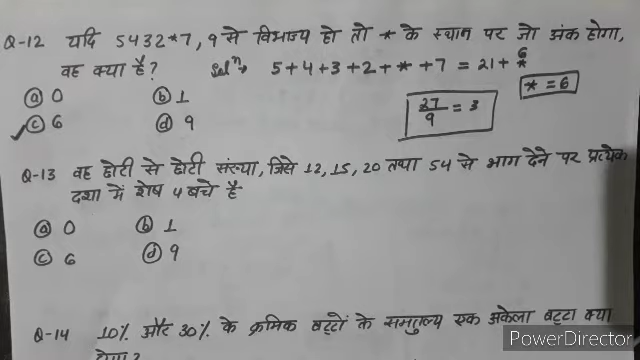 Q-12 यदि 5432*7, 9 से विभाज्य हो तो * के स्थान पर जो अंक होगा,
वह क्या है? Solⁿ→ 5+4+3+2+*+7 = 21+ 6 *
ⓐ 0 ⓑ 1
* = 6
27/9 = 3
✓ⓒ 6 ⓓ 9
Q-13 वह छोटी से छोटी संख्या, जिसे 12, 15, 20 तथा 54 से भाग देने पर प्रत्येक
दशा में शेष 4 बचे है
ⓐ 0 ⓑ 1
ⓒ 6 ⓓ 9
Q-14 10% और 30% के क्रमिक बट्टों के समतुल्य एक अकेला बट्टा क्या
होगा?
PowerDirector